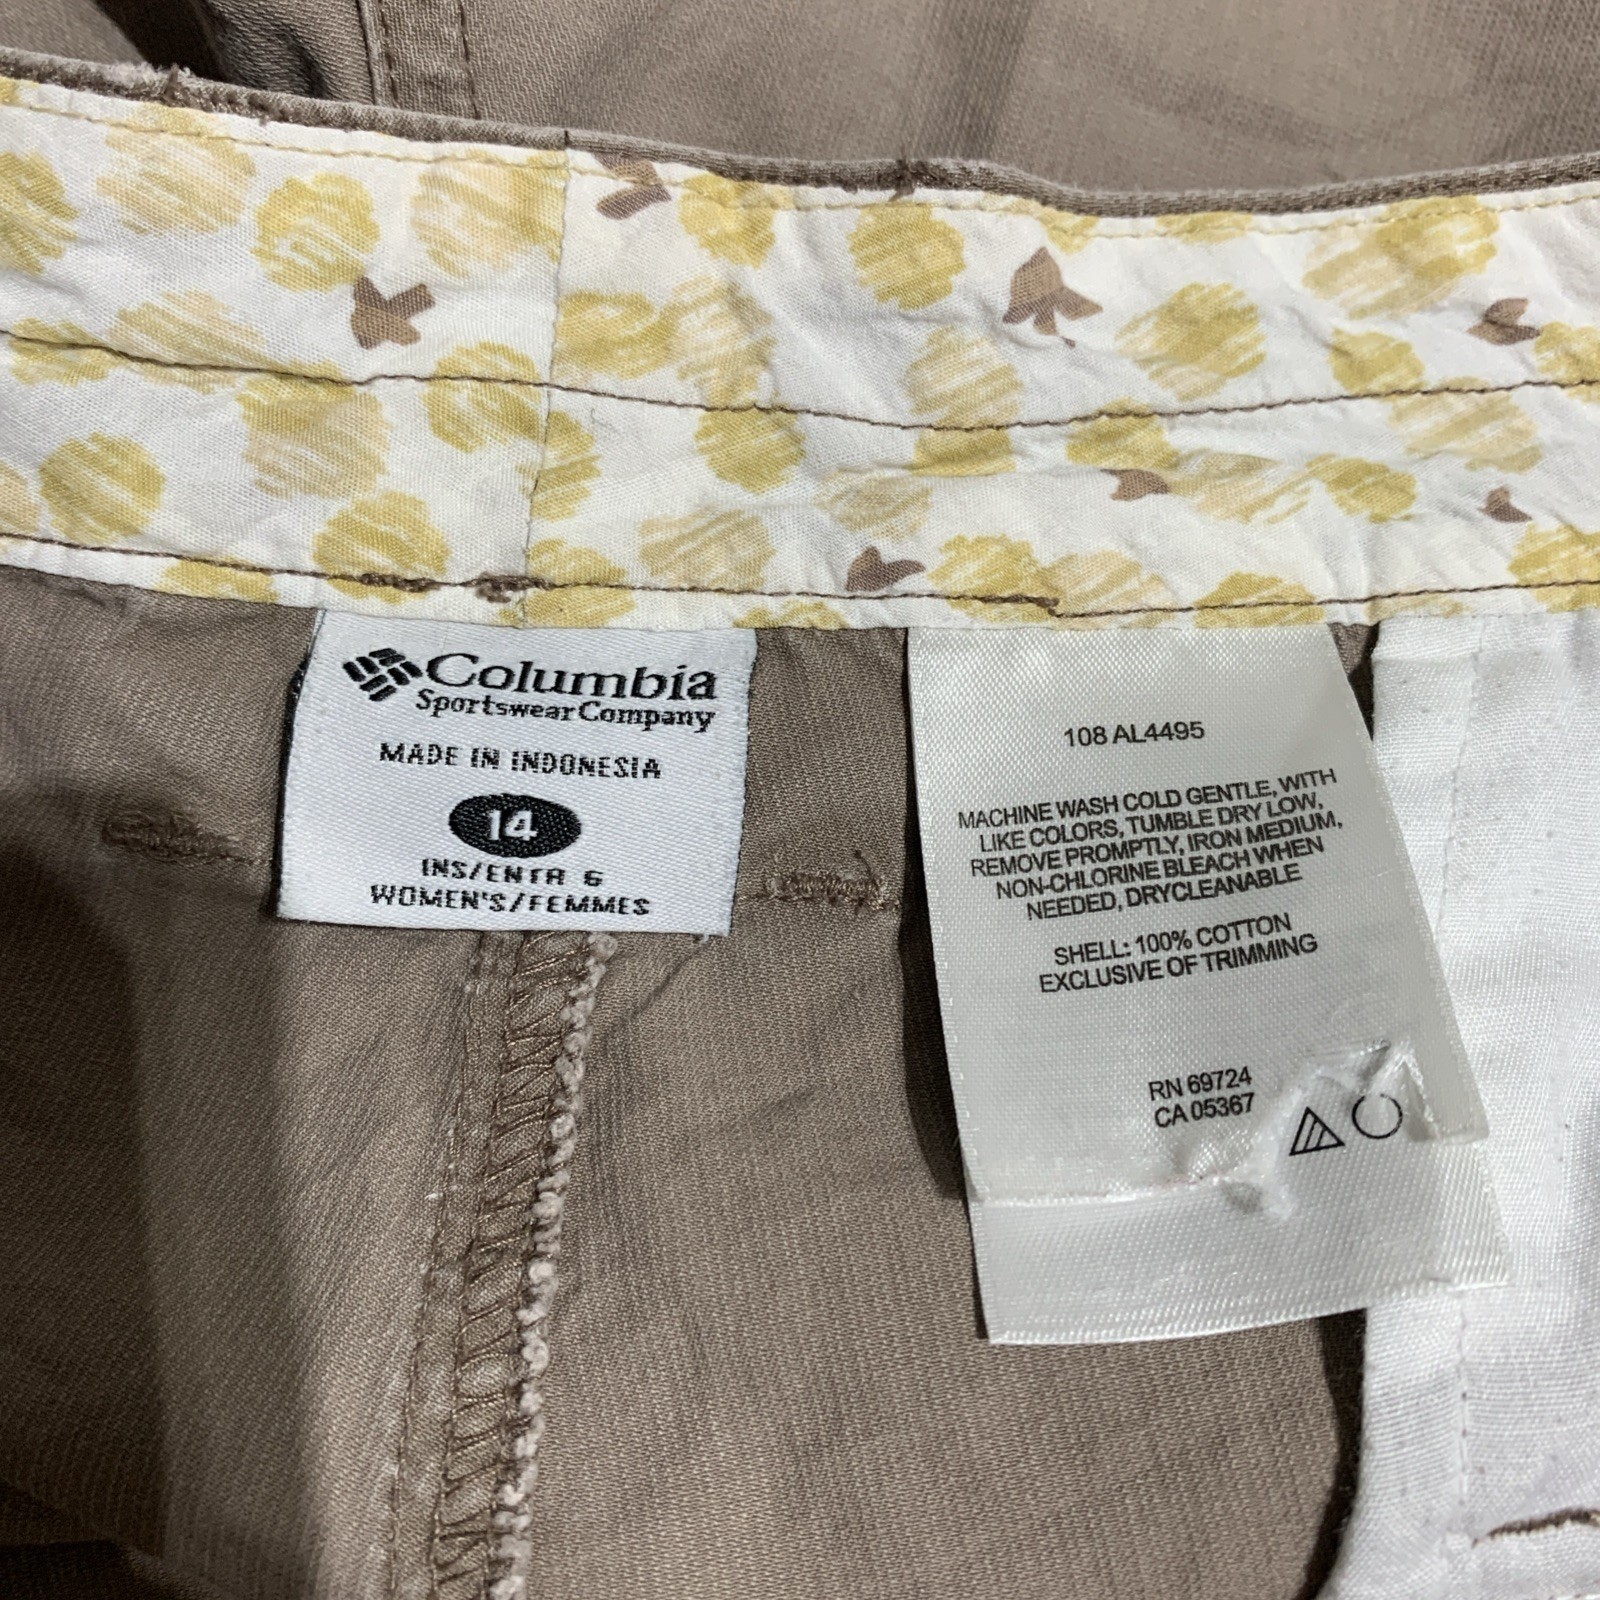 Columbia
Sportswear Company
MADE IN INDONESIA
14
INS/ENTR 6
WOMEN'S/FEMMES
108 AL4495
MACHINE WASH COLD GENTLE, WITH
LIKE COLORS, TUMBLE DRY LOW,
REMOVE PROMPTLY, IRON MEDIUM,
NON-CHLORINE BLEACH WHEN
NEEDED, DRYCLEANABLE
SHELL: 100% COTTON
EXCLUSIVE OF TRIMMING
RN 69724
CA 05367